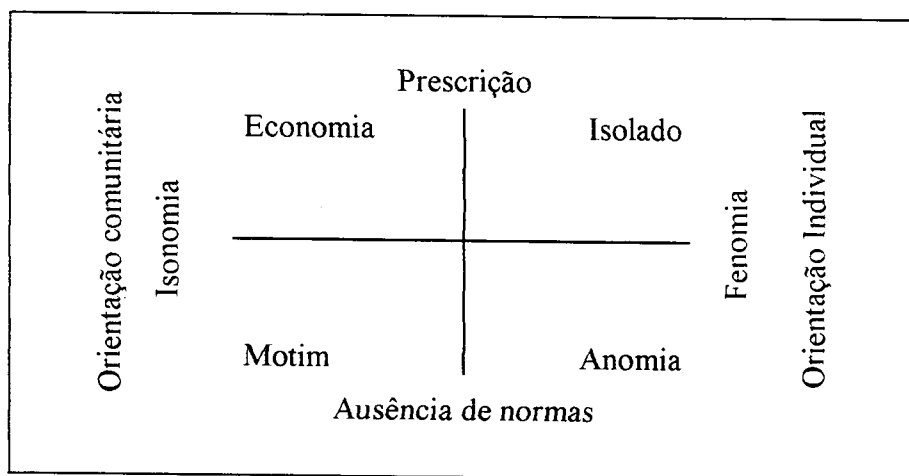 Prescrição
Economia
Isolado
Orientação comunitária
Isonomia
Fenomia
Orientação Individual
Motim
Anomia
Ausência de normas